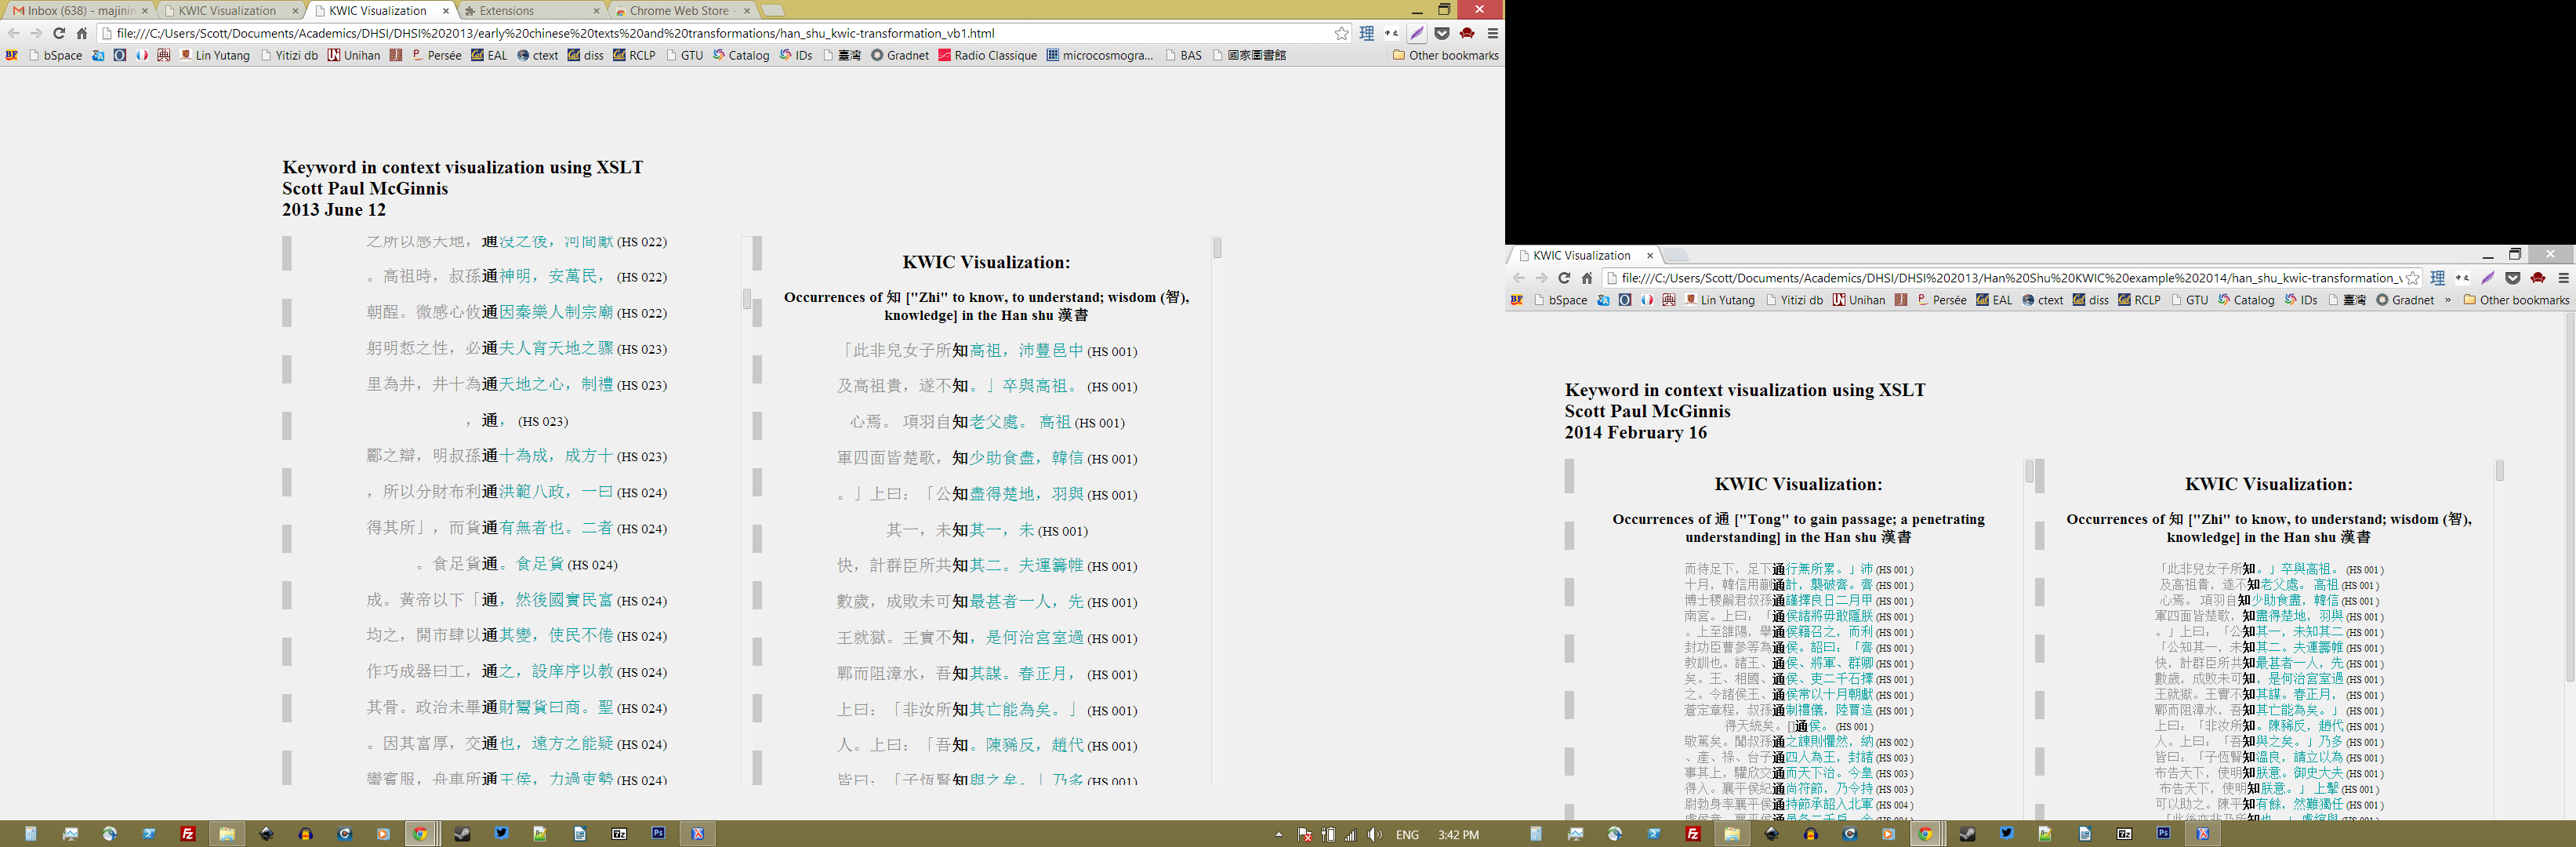 Inbox (638) - majinin
KWIC Visualization
KWIC Visualization
Extensions
Chrome Web Store -
file:///C:/Users/Scott/Documents/Academics/DHSI/DHSI%202013/early%20chinese%20texts%20and%20transformations/han_shu_kwic-transformation_vb1.html
bSpace Lin Yutang Yitizi db Unihan Persée EAL ctext diss RCLP GTU Catalog IDs 臺灣 Gradnet Radio Classique microcosmogra... BAS 國家圖書館 Other bookmarks
Keyword in context visualization using XSLT
Scott Paul McGinnis
2013 June 12
之所以感天地，通沒之後，河間獻 (HS 022)
。高祖時，叔孫通神明，安萬民， (HS 022)
朝醒。微感心攸通因秦樂人制宗廟 (HS 022)
躬明悊之性，必通夫人宵天地之 (HS 023)
里為井，井十為通天地之心，制禮 (HS 023)
，通， (HS 023)
酈之辯，明叔孫通十為成，成方十 (HS 023)
，所以分財布利通洪範八政，一曰 (HS 024)
得其所」，而貨通有無者也。二者 (HS 024)
。食足貨通。食足貨 (HS 024)
成。黃帝以下「通，然後國實民富 (HS 024)
均之，開市肆以通其變，使民不倦 (HS 024)
作巧成器曰工，通之，設庠序以教 (HS 024)
其骨。政治未畢通財鬻貨曰商。聖 (HS 024)
。因其富厚，交通也，遠方之能疑 (HS 024)
蠻賓服，舟車所通王侯，力過吏勢 (HS 024)
KWIC Visualization:
Occurrences of 知 ["Zhi" to know, to understand; wisdom (智),
knowledge] in the Han shu 漢書
「此非兒女子所知高祖，沛豐邑中 (HS 001)
及高祖貴，遂不知。」卒與高祖。 (HS 001)
心焉。 項羽自知老父處。 高祖 (HS 001)
軍四面皆楚歌，知少助食盡，韓信 (HS 001)
。」上曰：「公知盡得楚地，羽與 (HS 001)
其一，未知其一，未 (HS 001)
快，計群臣所共知其二。夫運籌帷 (HS 001)
數歲，成敗未可知最甚者一人，先 (HS 001)
王就獄。王實不知，是何治宮室過 (HS 001)
鄲而阻漳水，吾知其謀。春正月， (HS 001)
上曰：「非汝所知其亡能為矣。」 (HS 001)
人。上曰：「吾知。陳豨反，趙代 (HS 001)
皆曰：「子恆賢知與之矣。」乃多 (HS 001)
ENG 3:42 PM
KWIC Visualization
file:///C:/Users/Scott/Documents/Academics/DHSI/DHSI%202013/Han%20Shu%20KWIC%20example%202014/han_shu_kwic-transformation_v
bSpace Lin Yutang Yitizi db Unihan Persée EAL ctext diss RCLP GTU Catalog IDs 臺灣 Gradnet » Other bookmarks
Keyword in context visualization using XSLT
Scott Paul McGinnis
2014 February 16
KWIC Visualization:
Occurrences of 通 ["Tong" to gain passage; a penetrating
understanding] in the Han shu 漢書
而待足下，足下通行無所累。」沛 (HS 001 )
十月，韓信用蒯通計，襲破齊。齊 (HS 001 )
博士稷嗣君叔孫通謹擇良日二月甲 (HS 001 )
南宮。上曰：「通侯諸將毋敢隱朕 (HS 001 )
。上至雒陽，舉通侯籍召之，而利 (HS 001 )
封功臣曹參等為通侯。詔曰：「齊 (HS 001 )
教訓也。諸王、通侯、將軍、群卿 (HS 001 )
矣。王、相國、通侯、吏二千石擇 (HS 001 )
之。令諸侯王、通侯常以十月朝獻 (HS 001 )
蒼定章程，叔孫通制禮儀，陸賈造 (HS 001 )
得天統矣。[]通侯。 (HS 001 )
敬篤矣。聞叔孫通之諫則懼然，納 (HS 002 )
、產、祿、台子通四人為王，封諸 (HS 003 )
事其上，驩欣交通而天下治。今皇 (HS 003 )
得入。襄平侯紀通尚符節，乃令持 (HS 003 )
尉勃身率襄平侯通持節承詔入北軍 (HS 004 )
KWIC Visualization:
Occurrences of 知 ["Zhi" to know, to understand; wisdom (智),
knowledge] in the Han shu 漢書
「此非兒女子所知。」卒與高祖。 (HS 001 )
及高祖貴，遂不知老父處。 高祖 (HS 001 )
心焉。 項羽自知少助食盡，韓信 (HS 001 )
軍四面皆楚歌，知盡得楚地，羽與 (HS 001 )
。」上曰：「公知其一，未知其二 (HS 001 )
「公知其一，未知其二。夫運籌帷 (HS 001 )
快，計群臣所共知最甚者一人，先 (HS 001 )
數歲，成敗未可知，是何治宮室過 (HS 001 )
王就獄。王實不知其謀。春正月， (HS 001 )
鄲而阻漳水，吾知其亡能為矣。」 (HS 001 )
上曰：「非汝所知。陳豨反，趙代 (HS 001 )
人。上曰：「吾知與之矣。」乃多 (HS 001 )
皆曰：「子恆賢知溫良，請立以為 (HS 001 )
布告天下，使明知朕意。御史大夫 (HS 001 )
布告天下，使明知朕意。」 上擊 (HS 001 )
可以助之。陳平知有餘，然難獨任 (HS 001 )